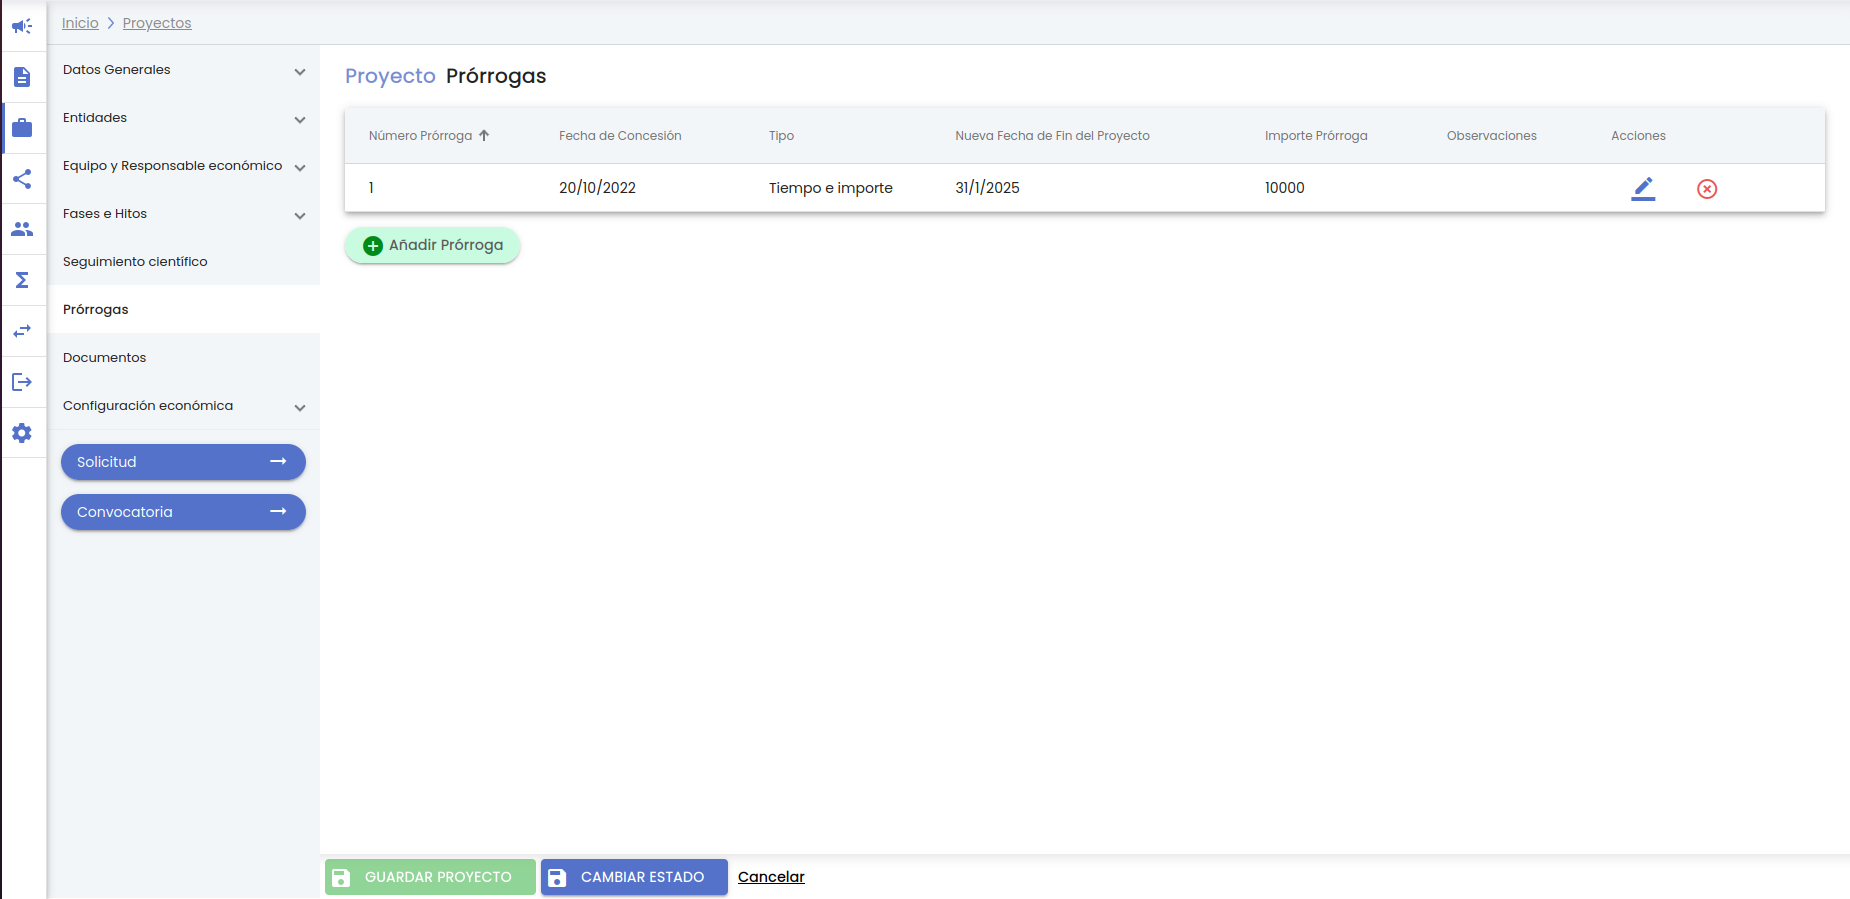 Inicio > Proyectos
Datos Generales
Entidades
Equipo y Responsable económico
Fases e Hitos
Seguimiento científico
Prórrogas
Documentos
Configuración económica
Solicitud
Convocatoria
Proyecto Prórrogas
Número Prórroga Fecha de Concesión Tipo Nueva Fecha de Fin del Proyecto Importe Prórroga Observaciones Acciones
1 20/10/2022 Tiempo e importe 31/1/2025 10000
Añadir Prórroga
GUARDAR PROYECTO CAMBIAR ESTADO Cancelar